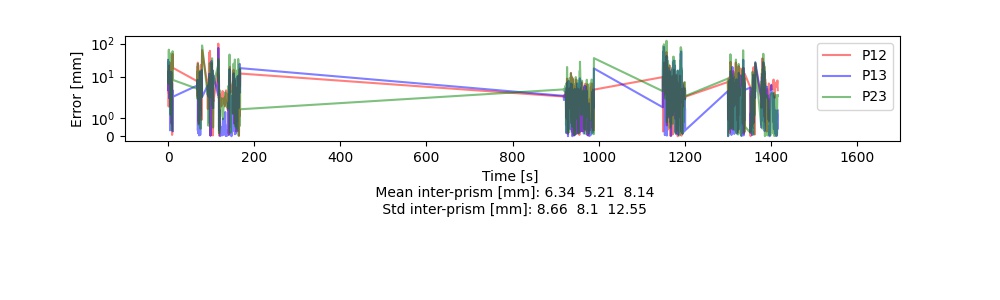 Error [mm]
10²
10¹
10⁰
0
P12
P13
P23
0 200 400 600 800 1000 1200 1400 1600
Time [s]
Mean inter-prism [mm]: 6.34 5.21 8.14
Std inter-prism [mm]: 8.66 8.1 12.55